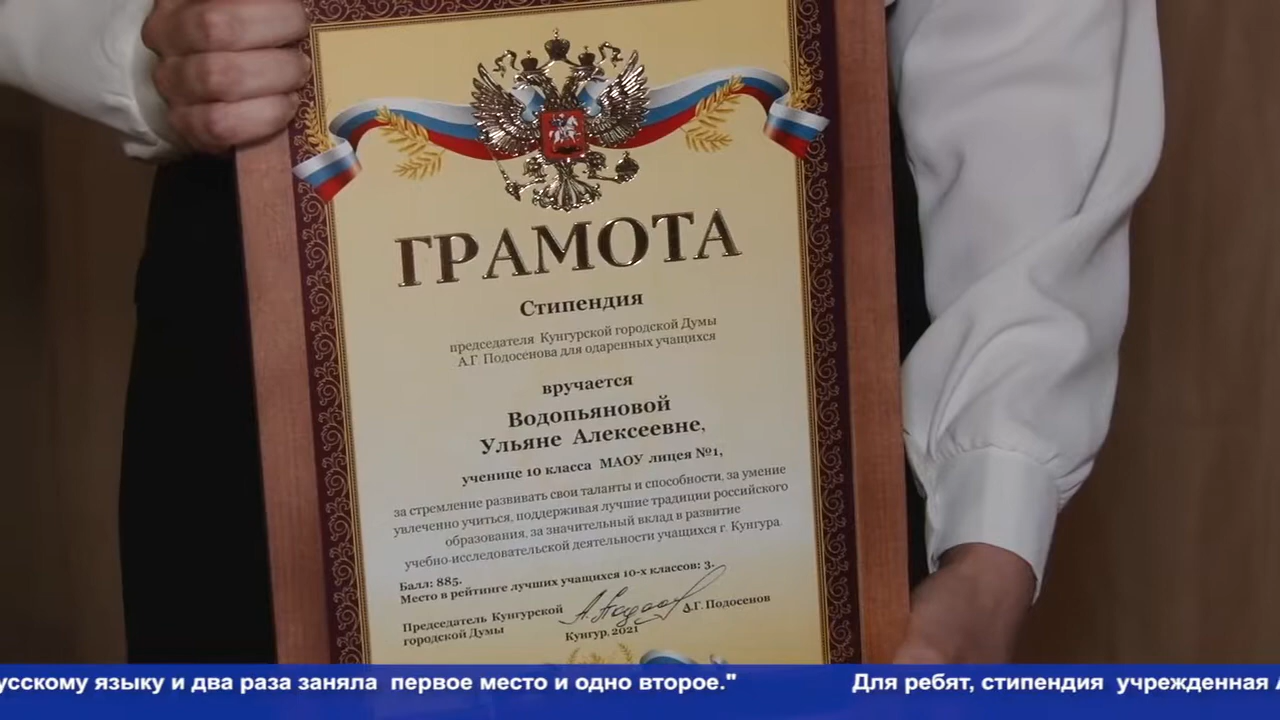 ГРАМОТА
Стипендия
председателя Кунгурской городской Думы
А.Г. Подосенова для одаренных учащихся
вручается
Водопьяновой
Ульяне Алексеевне,
ученице 10 класса МАОУ лицея №1,
за стремление развивать свои таланты и способности, за умение
увлеченно учиться, поддерживая лучшие традиции российского
образования, за значительный вклад в развитие
учебно-исследовательской деятельности учащихся г. Кунгура.
Балл: 885.
Место в рейтинге лучших учащихся 10-х классов: 3.
Председатель Кунгурской
городской Думы
А.Г. Подосенов
Кунгур, 2021
усскому языку и два раза заняла первое место и одно второе." Для ребят, стипендия учрежденная